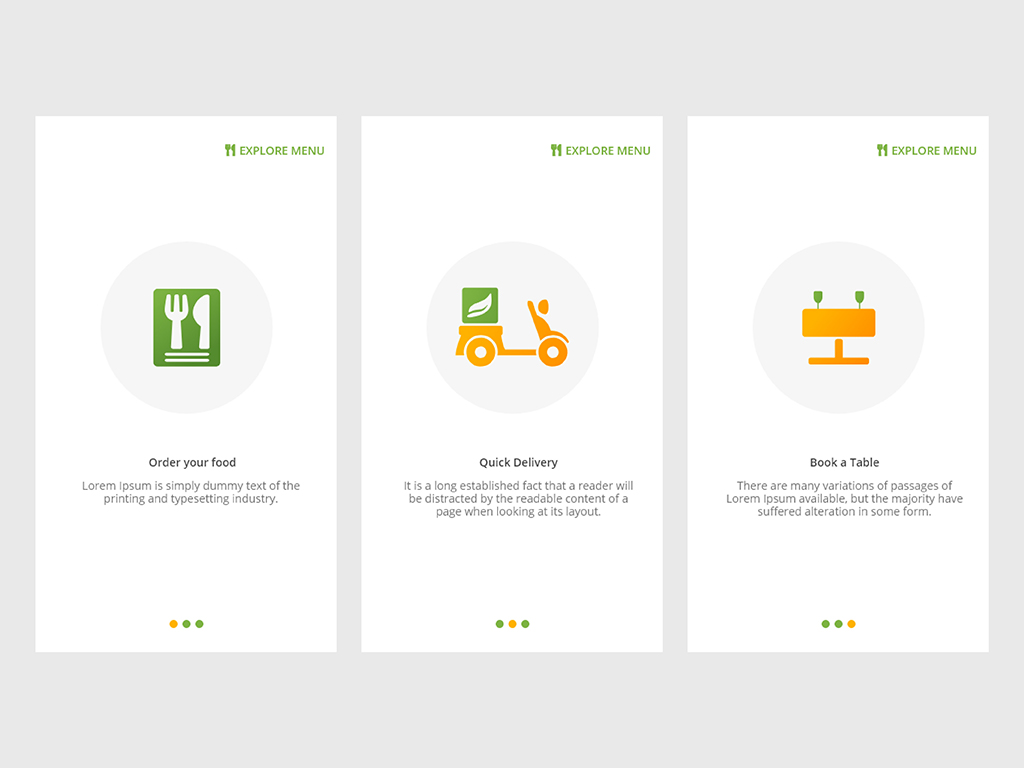 EXPLORE MENU
Order your food
Lorem Ipsum is simply dummy text of the
printing and typesetting industry.
EXPLORE MENU
Quick Delivery
It is a long established fact that a reader will
be distracted by the readable content of a
page when looking at its layout.
EXPLORE MENU
Book a Table
There are many variations of passages of
Lorem Ipsum available, but the majority have
suffered alteration in some form.